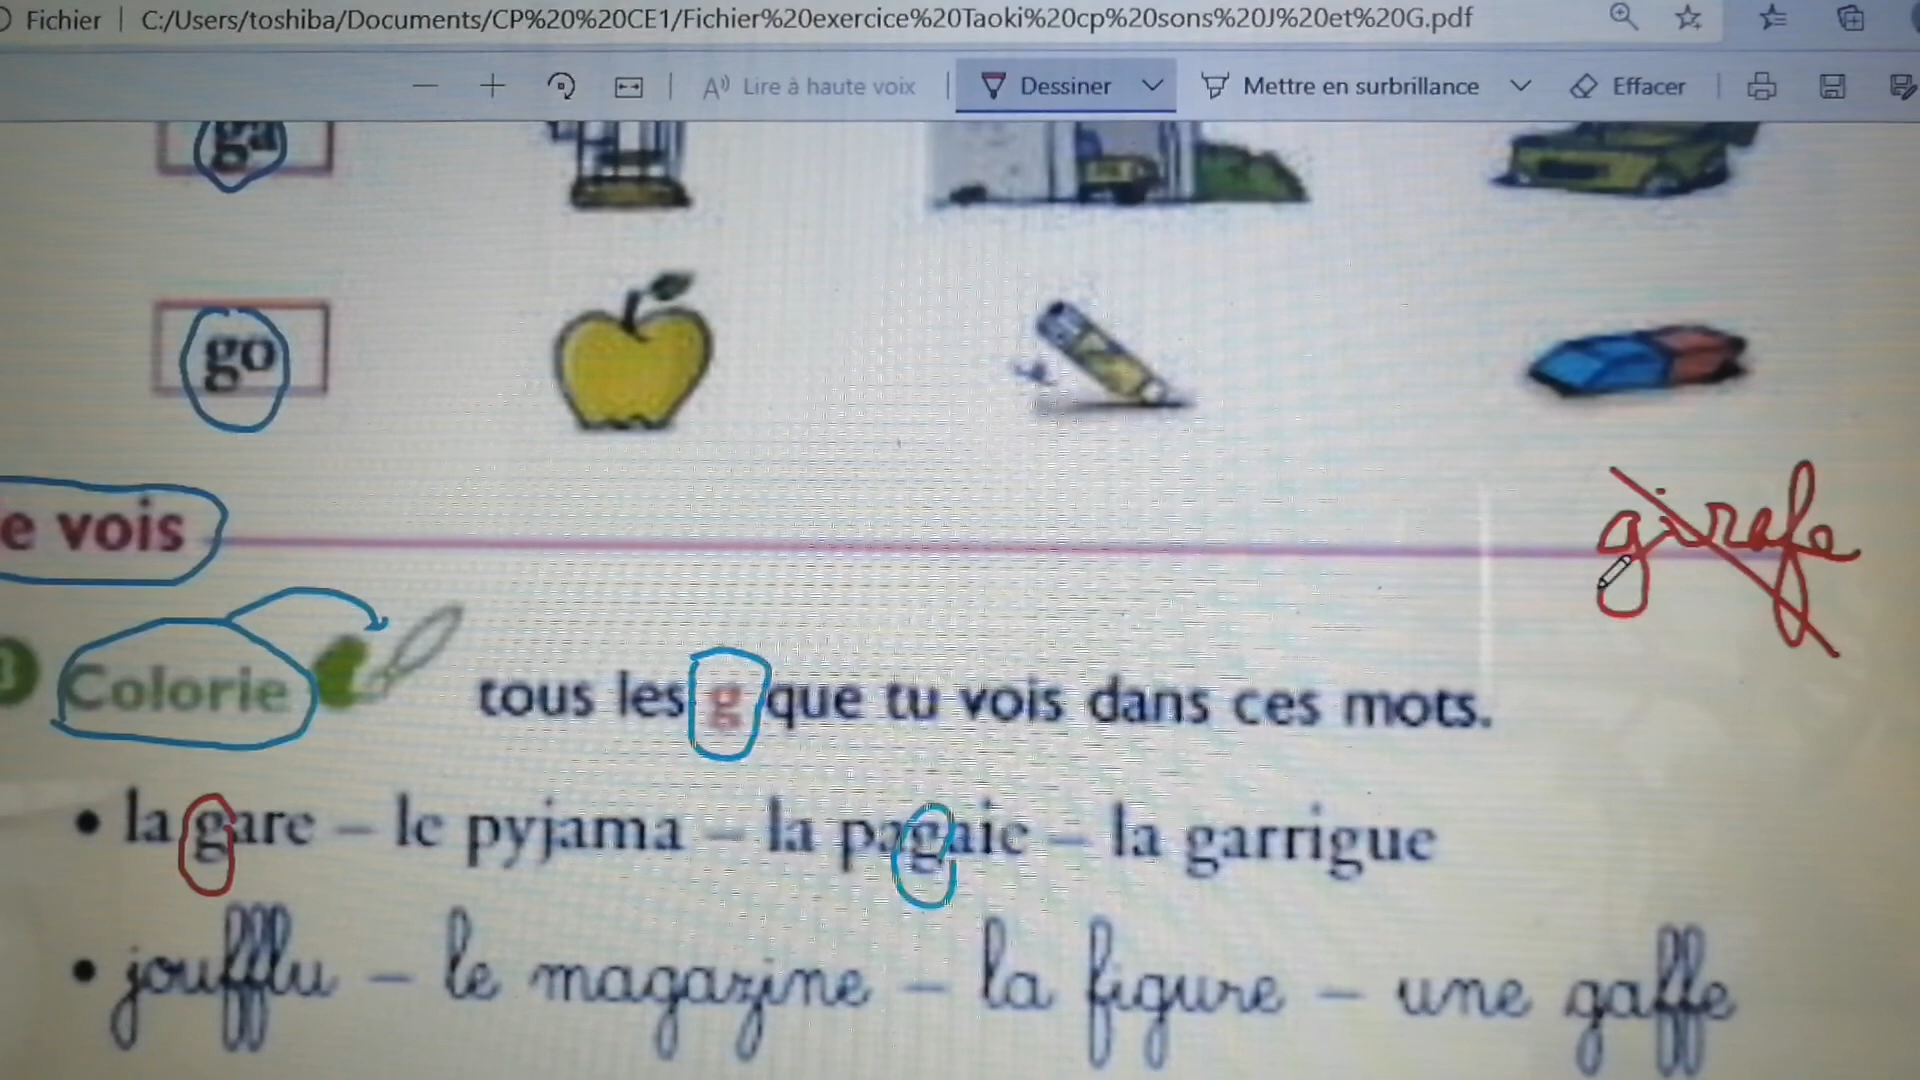 Fichier | C:/Users/toshiba/Documents/CP%20%20CE1/Fichier%20exercice%20Taoki%20cp%20sons%20J%20et%20G.pdf
Lire à haute voix | Dessiner Mettre en surbrillance Effacer
ga
go
e vois
girafe
Colorie tous les g que tu vois dans ces mots.
• la gare – le pyjama – la pagaie – la garrigue
• joufflu – le magazine – la figure – une gaffe